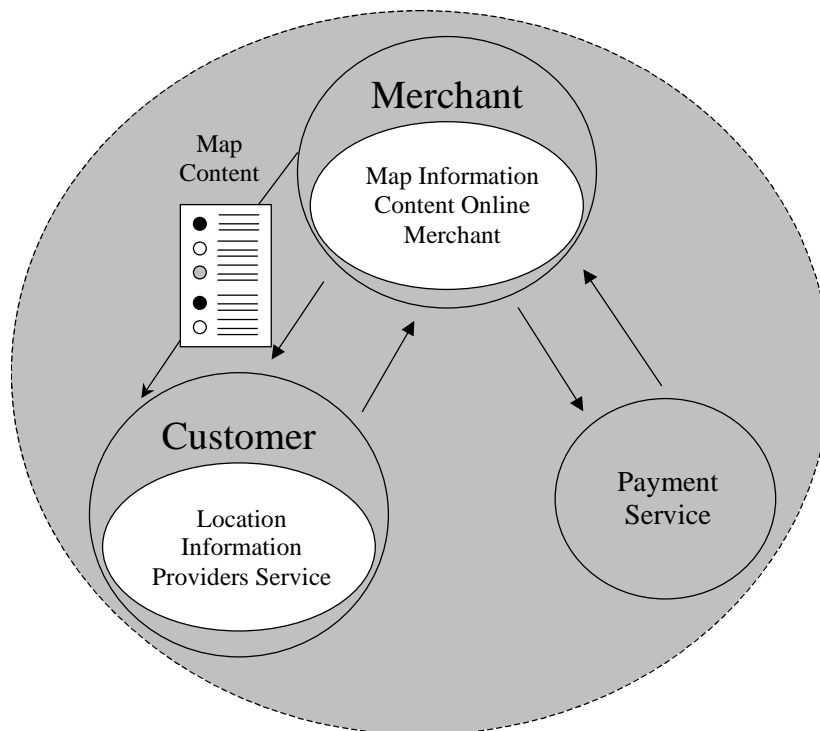 Merchant
Map
Content
Map Information
Content Online
Merchant
Customer
Location
Information
Providers Service
Payment
Service